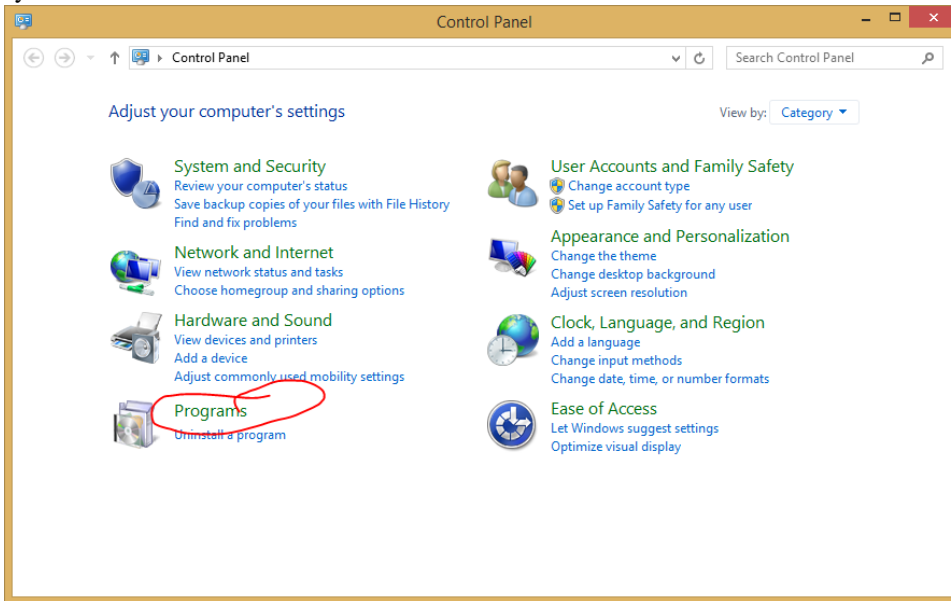 Control Panel
Control Panel
Search Control Panel
Adjust your computer's settings
View by: Category
System and Security
Review your computer's status
Save backup copies of your files with File History
Find and fix problems
Network and Internet
View network status and tasks
Choose homegroup and sharing options
Hardware and Sound
View devices and printers
Add a device
Adjust commonly used mobility settings
Programs
Uninstall a program
User Accounts and Family Safety
Change account type
Set up Family Safety for any user
Appearance and Personalization
Change the theme
Change desktop background
Adjust screen resolution
Clock, Language, and Region
Add a language
Change input methods
Change date, time, or number formats
Ease of Access
Let Windows suggest settings
Optimize visual display